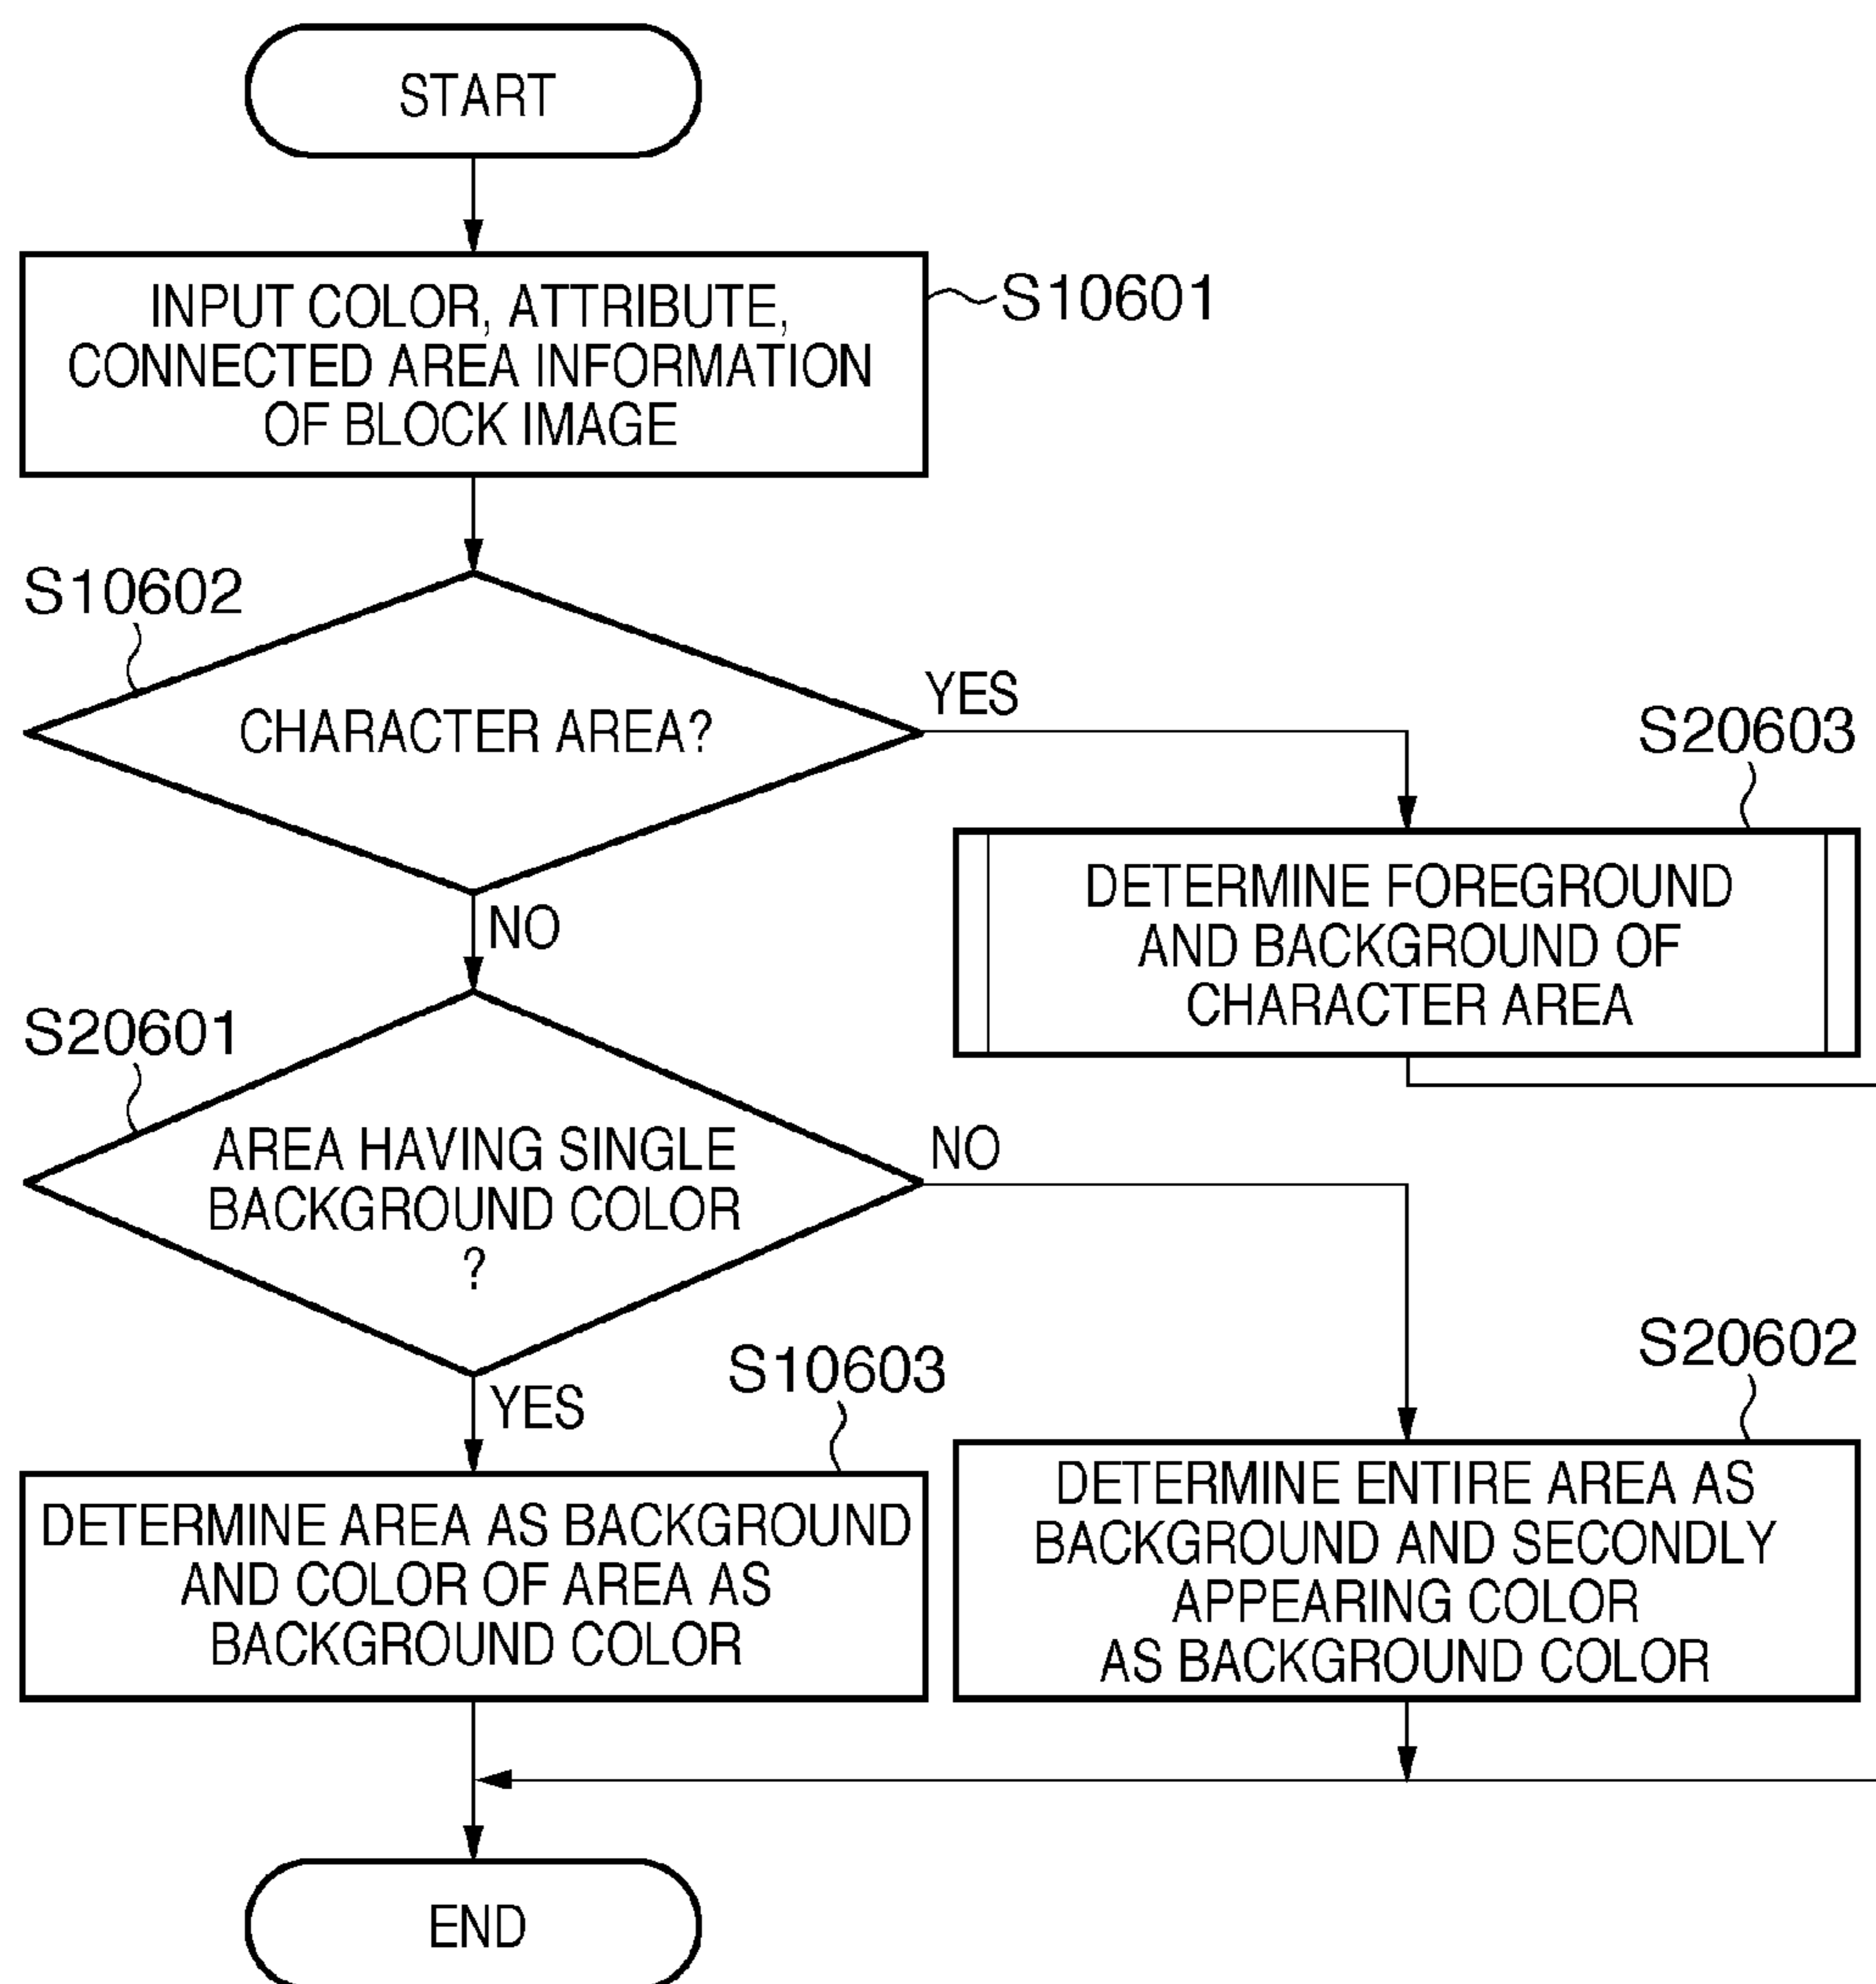 START
INPUT COLOR, ATTRIBUTE,
CONNECTED AREA INFORMATION
OF BLOCK IMAGE
S10601
S10602
CHARACTER AREA?
YES
NO
S20603
DETERMINE FOREGROUND
AND BACKGROUND OF
CHARACTER AREA
S20601
AREA HAVING SINGLE
BACKGROUND COLOR
?
NO
YES
S10603
DETERMINE AREA AS BACKGROUND
AND COLOR OF AREA AS
BACKGROUND COLOR
S20602
DETERMINE ENTIRE AREA AS
BACKGROUND AND SECONDLY
APPEARING COLOR
AS BACKGROUND COLOR
END